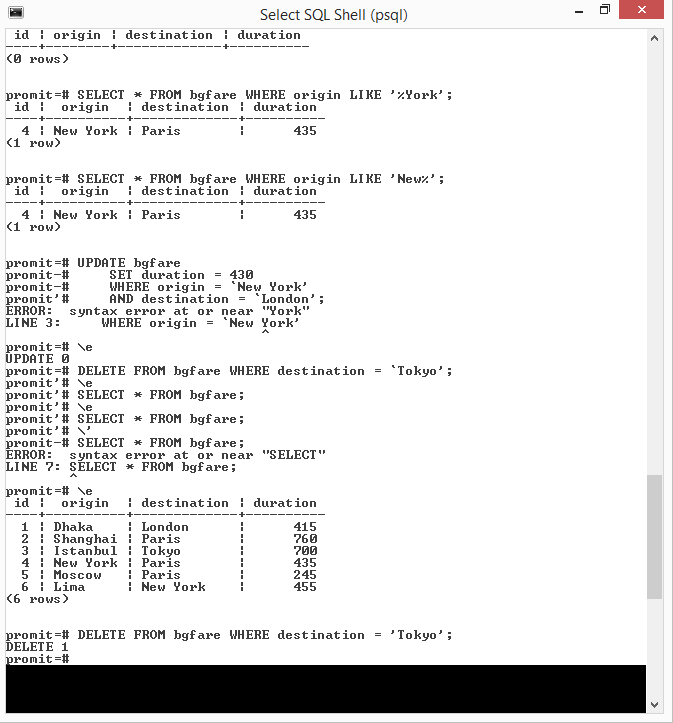 Select SQL Shell (psql)
 id ¦ origin ¦ destination ¦ duration
----+--------+-------------+----------
(0 rows)
promit=# SELECT * FROM bgfare WHERE origin LIKE '%York';
 id ¦  origin  ¦ destination ¦ duration
----+----------+-------------+----------
  4 ¦ New York ¦ Paris       ¦      435
(1 row)
promit=# SELECT * FROM bgfare WHERE origin LIKE 'New%';
 id ¦  origin  ¦ destination ¦ duration
----+----------+-------------+----------
  4 ¦ New York ¦ Paris       ¦      435
(1 row)
promit=# UPDATE bgfare
promit-#     SET duration = 430
promit-#     WHERE origin = `New York'
promit'#     AND destination = `London';
ERROR:  syntax error at or near "York"
LINE 3:     WHERE origin = `New York'
                                ^
promit=# \e
UPDATE 0
promit=# DELETE FROM bgfare WHERE destination = `Tokyo';
promit'# \e
promit'# SELECT * FROM bgfare;
promit'# \e
promit'# SELECT * FROM bgfare;
promit'# \'
promit-# SELECT * FROM bgfare;
ERROR:  syntax error at or near "SELECT"
LINE 7: SELECT * FROM bgfare;
        ^
promit=# \e
 id ¦  origin  ¦ destination ¦ duration
----+----------+-------------+----------
  1 ¦ Dhaka    ¦ London      ¦      415
  2 ¦ Shanghai ¦ Paris       ¦      760
  3 ¦ Istanbul ¦ Tokyo       ¦      700
  4 ¦ New York ¦ Paris       ¦      435
  5 ¦ Moscow   ¦ Paris       ¦      245
  6 ¦ Lima     ¦ New York    ¦      455
(6 rows)
promit=# DELETE FROM bgfare WHERE destination = 'Tokyo';
DELETE 1
promit=#